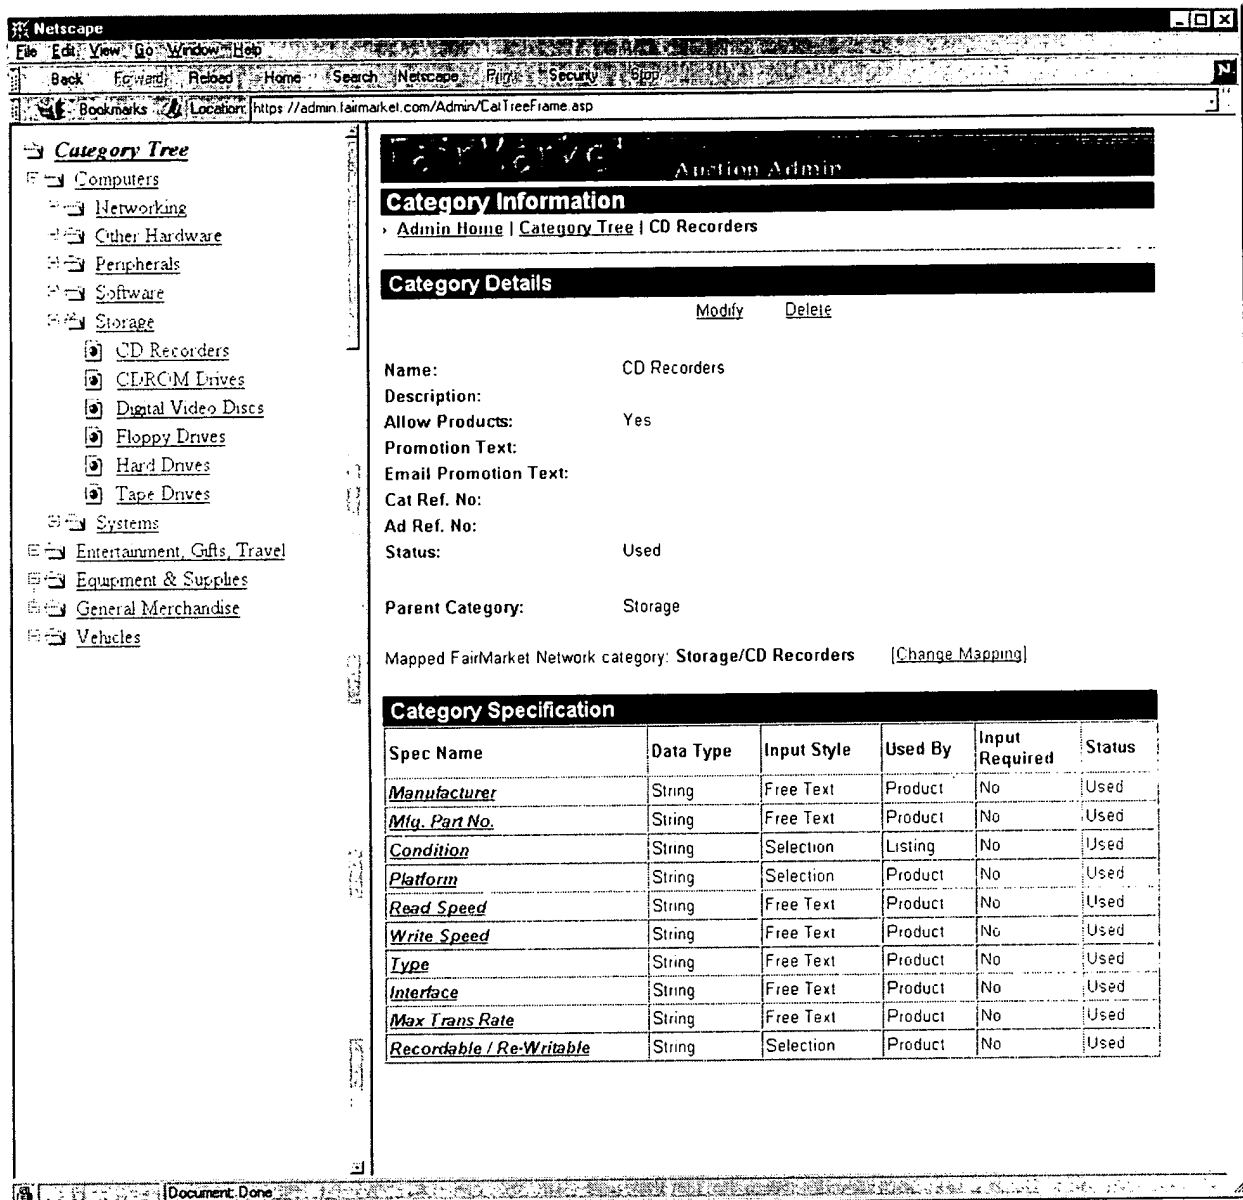 Netscape
File Edit View Go Window Help
Back Forward Reload Home Search Netscape Print Security Stop
N
Bookmarks Location: https://admin.fairmarket.com/Admin/CatTreeFrame.asp
Category Tree
Computers
Networking
Other Hardware
Peripherals
Software
Storage
CD Recorders
CDROM Drives
Digital Video Discs
Floppy Drives
Hard Drives
Tape Drives
Systems
Entertainment, Gifts, Travel
Equipment & Supplies
General Merchandise
Vehicles
FairMarket
Auction Admin
Category Information
› Admin Home | Category Tree | CD Recorders
Category Details
Modify Delete
Name: CD Recorders
Description:
Allow Products: Yes
Promotion Text:
Email Promotion Text:
Cat Ref. No:
Ad Ref. No:
Status: Used
Parent Category: Storage
Mapped FairMarket Network category: Storage/CD Recorders [Change Mapping]
Category Specification
Spec Name Data Type Input Style Used By Input Required Status
Manufacturer String Free Text Product No Used
Mfg. Part No. String Free Text Product No Used
Condition String Selection Listing No Used
Platform String Selection Product No Used
Read Speed String Free Text Product No Used
Write Speed String Free Text Product No Used
Type String Free Text Product No Used
Interface String Free Text Product No Used
Max Trans Rate String Free Text Product No Used
Recordable / Re-Writable String Selection Product No Used
Document: Done